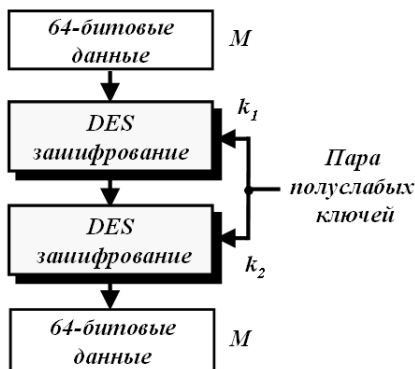 64-битовые
данные
M
DES
зашифрование
k₁
Пара
полуслабых
ключей
DES
зашифрование
k₂
64-битовые
данные
M